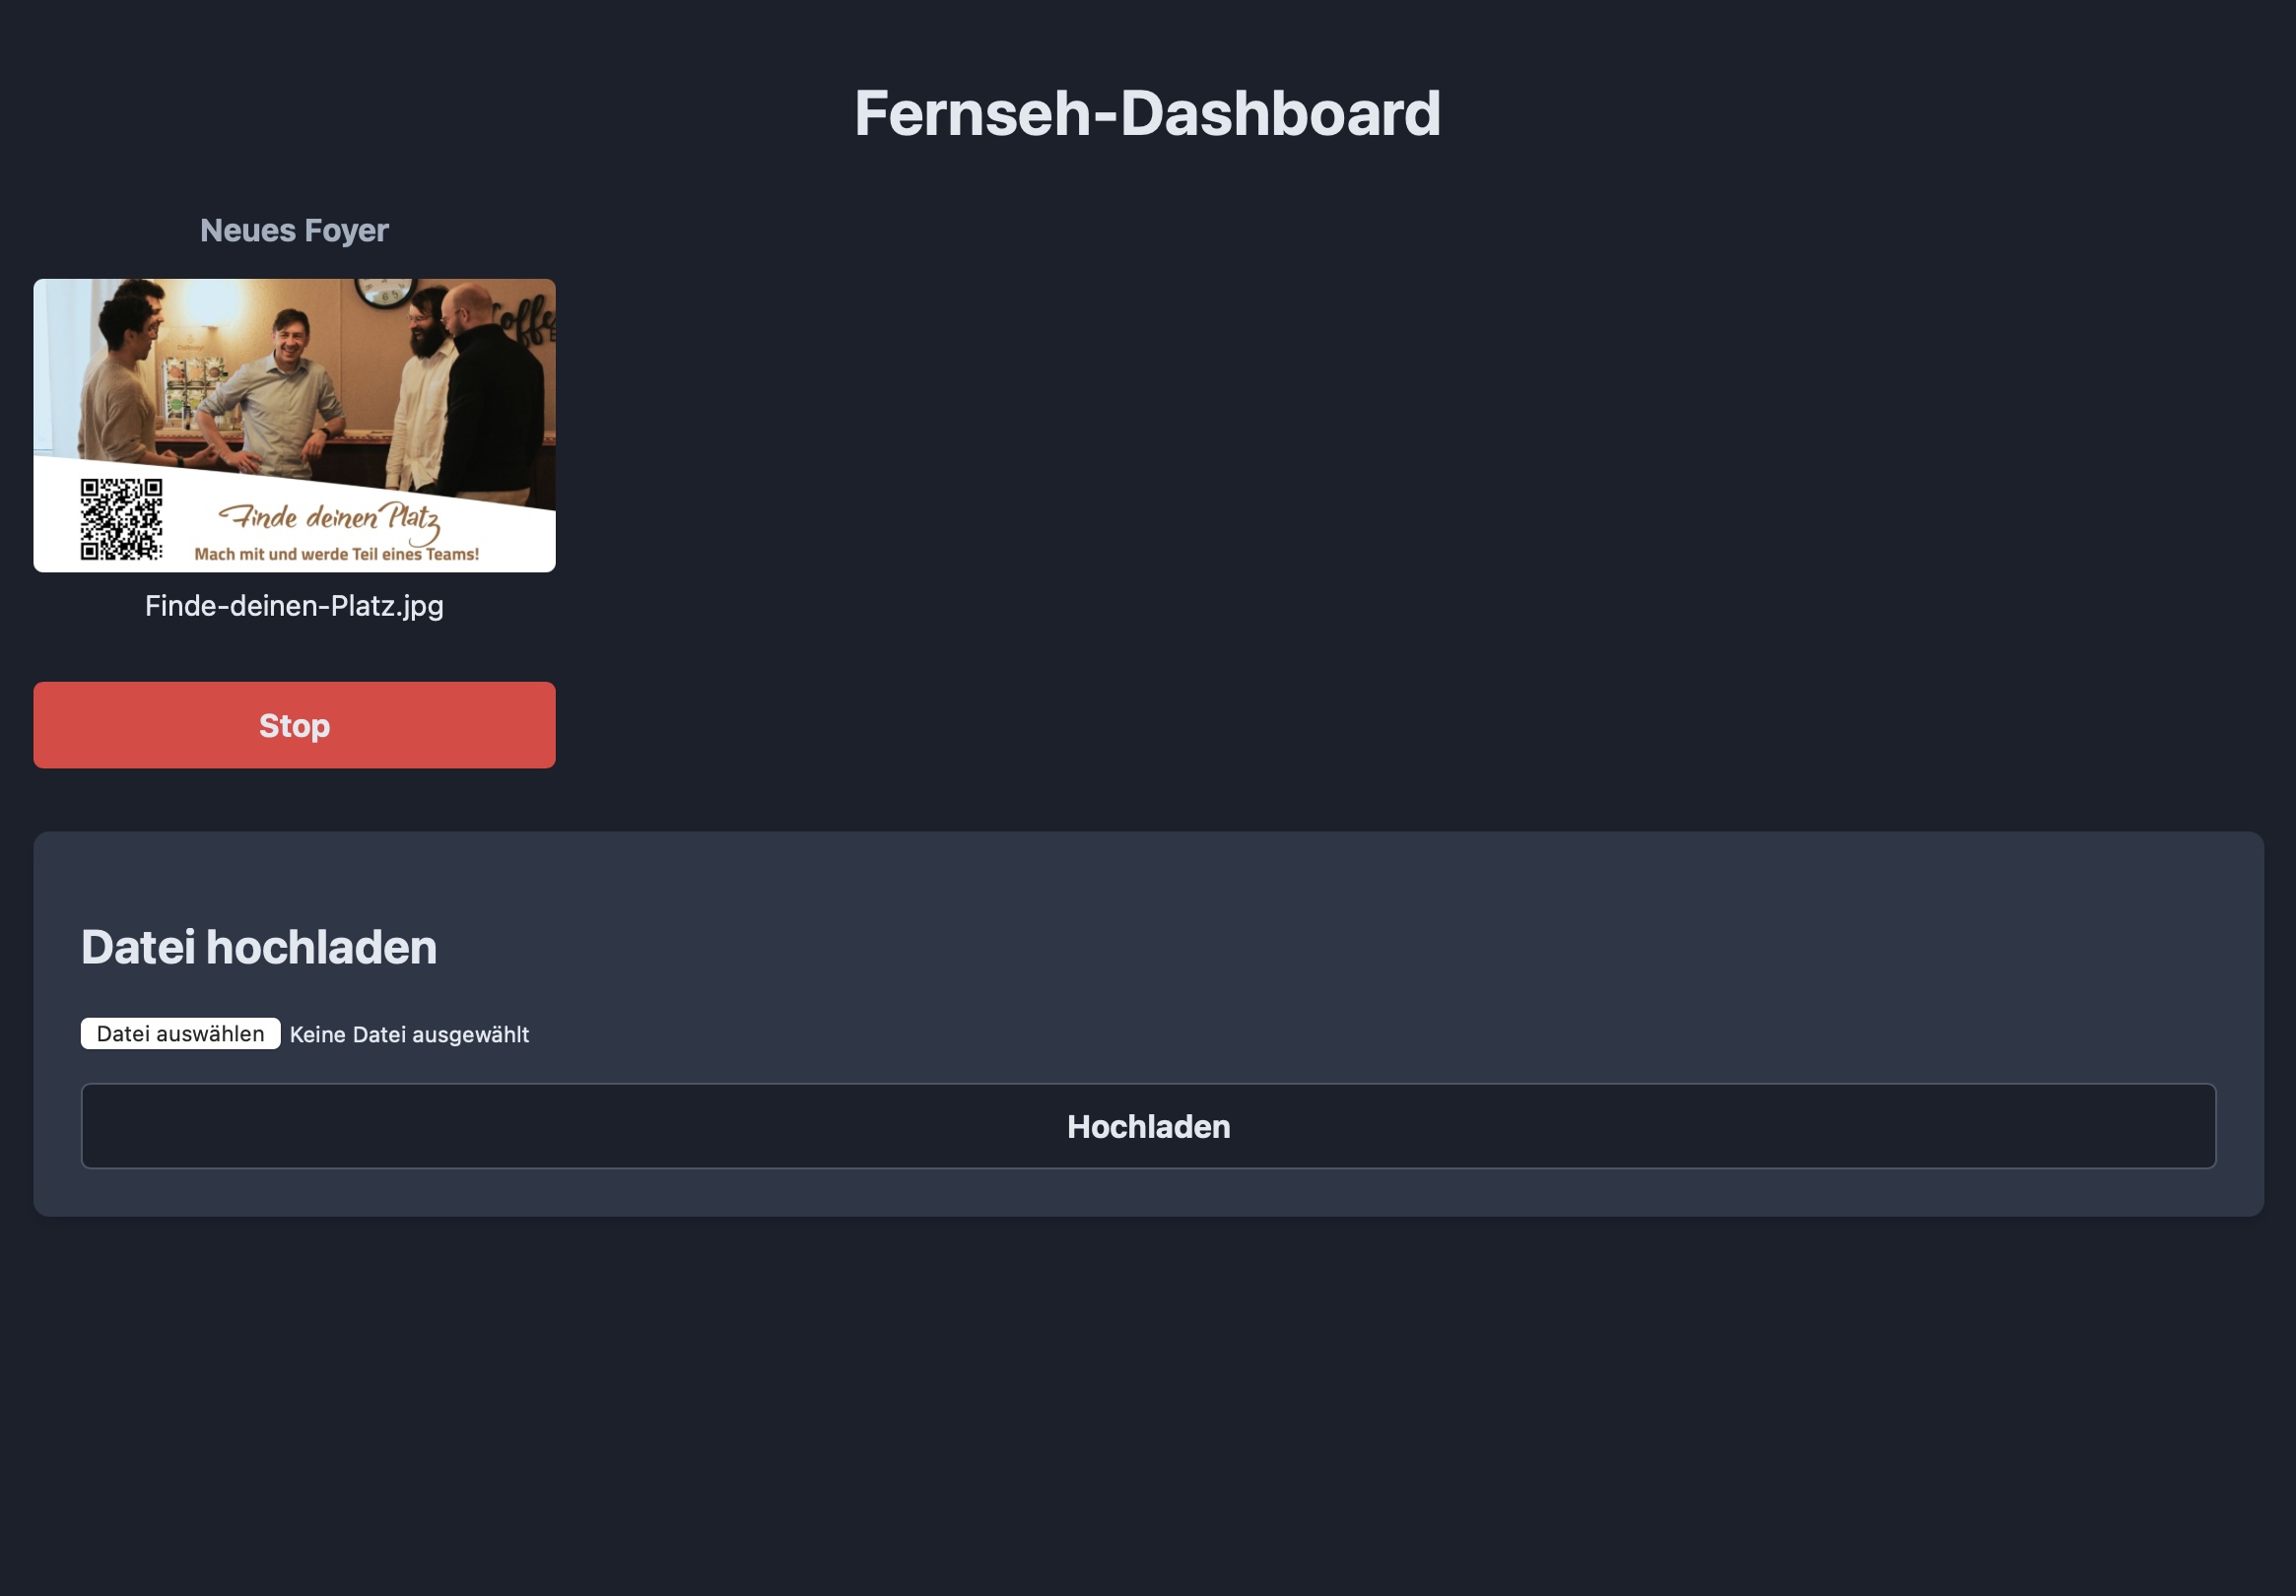 Fernseh-Dashboard
Neues Foyer
Finde deinen Platz
Mach mit und werde Teil eines Teams!
Finde-deinen-Platz.jpg
Stop
Datei hochladen
Datei auswählen Keine Datei ausgewählt
Hochladen